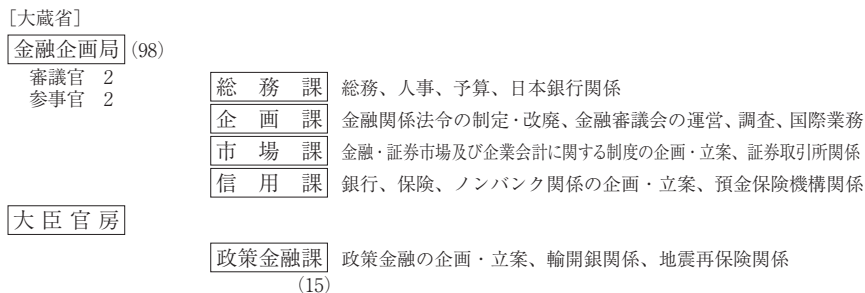 ［大蔵省］
金融企画局 (98)
審議官 2
参事官 2
総務課 総務、人事、予算、日本銀行関係
企画課 金融関係法令の制定・改廃、金融審議会の運営、調査、国際業務
市場課 金融・証券市場及び企業会計に関する制度の企画・立案、証券取引所関係
信用課 銀行、保険、ノンバンク関係の企画・立案、預金保険機構関係
大臣官房
政策金融課 政策金融の企画・立案、輸開銀関係、地震再保険関係
(15)